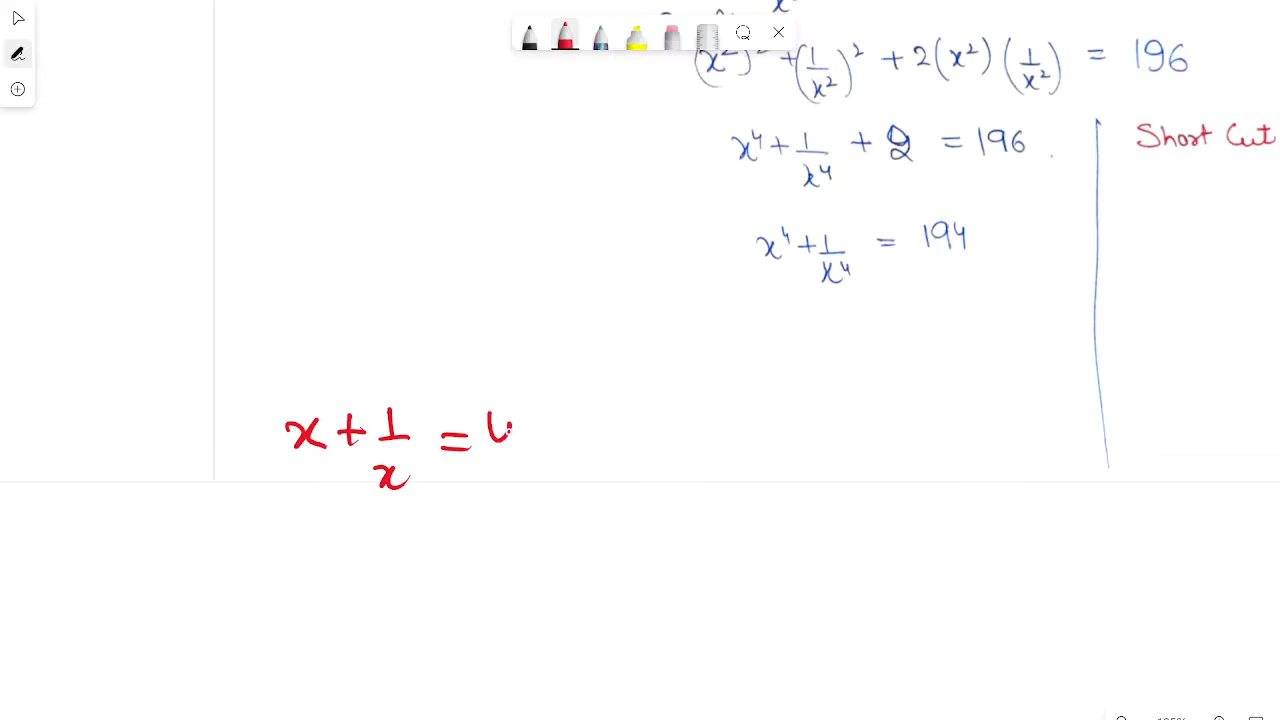 x²
(x²)² + (1/x²)² + 2(x²)(1/x²) = 196
x⁴ + 1/x⁴ + 2 = 196
Short Cut
x⁴ + 1/x⁴ = 194
x + 1/x =